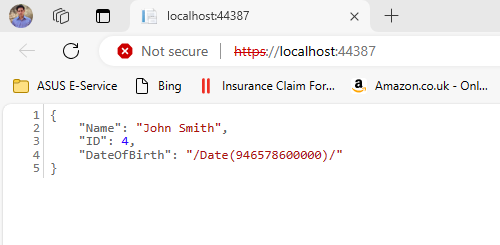 localhost:44387
Not secure
https://localhost:44387
ASUS E-Service
Bing
Insurance Claim For...
Amazon.co.uk - Onl...
1 {
2 "Name": "John Smith",
3 "ID": 4,
4 "DateOfBirth": "/Date(946578600000)/"
5 }